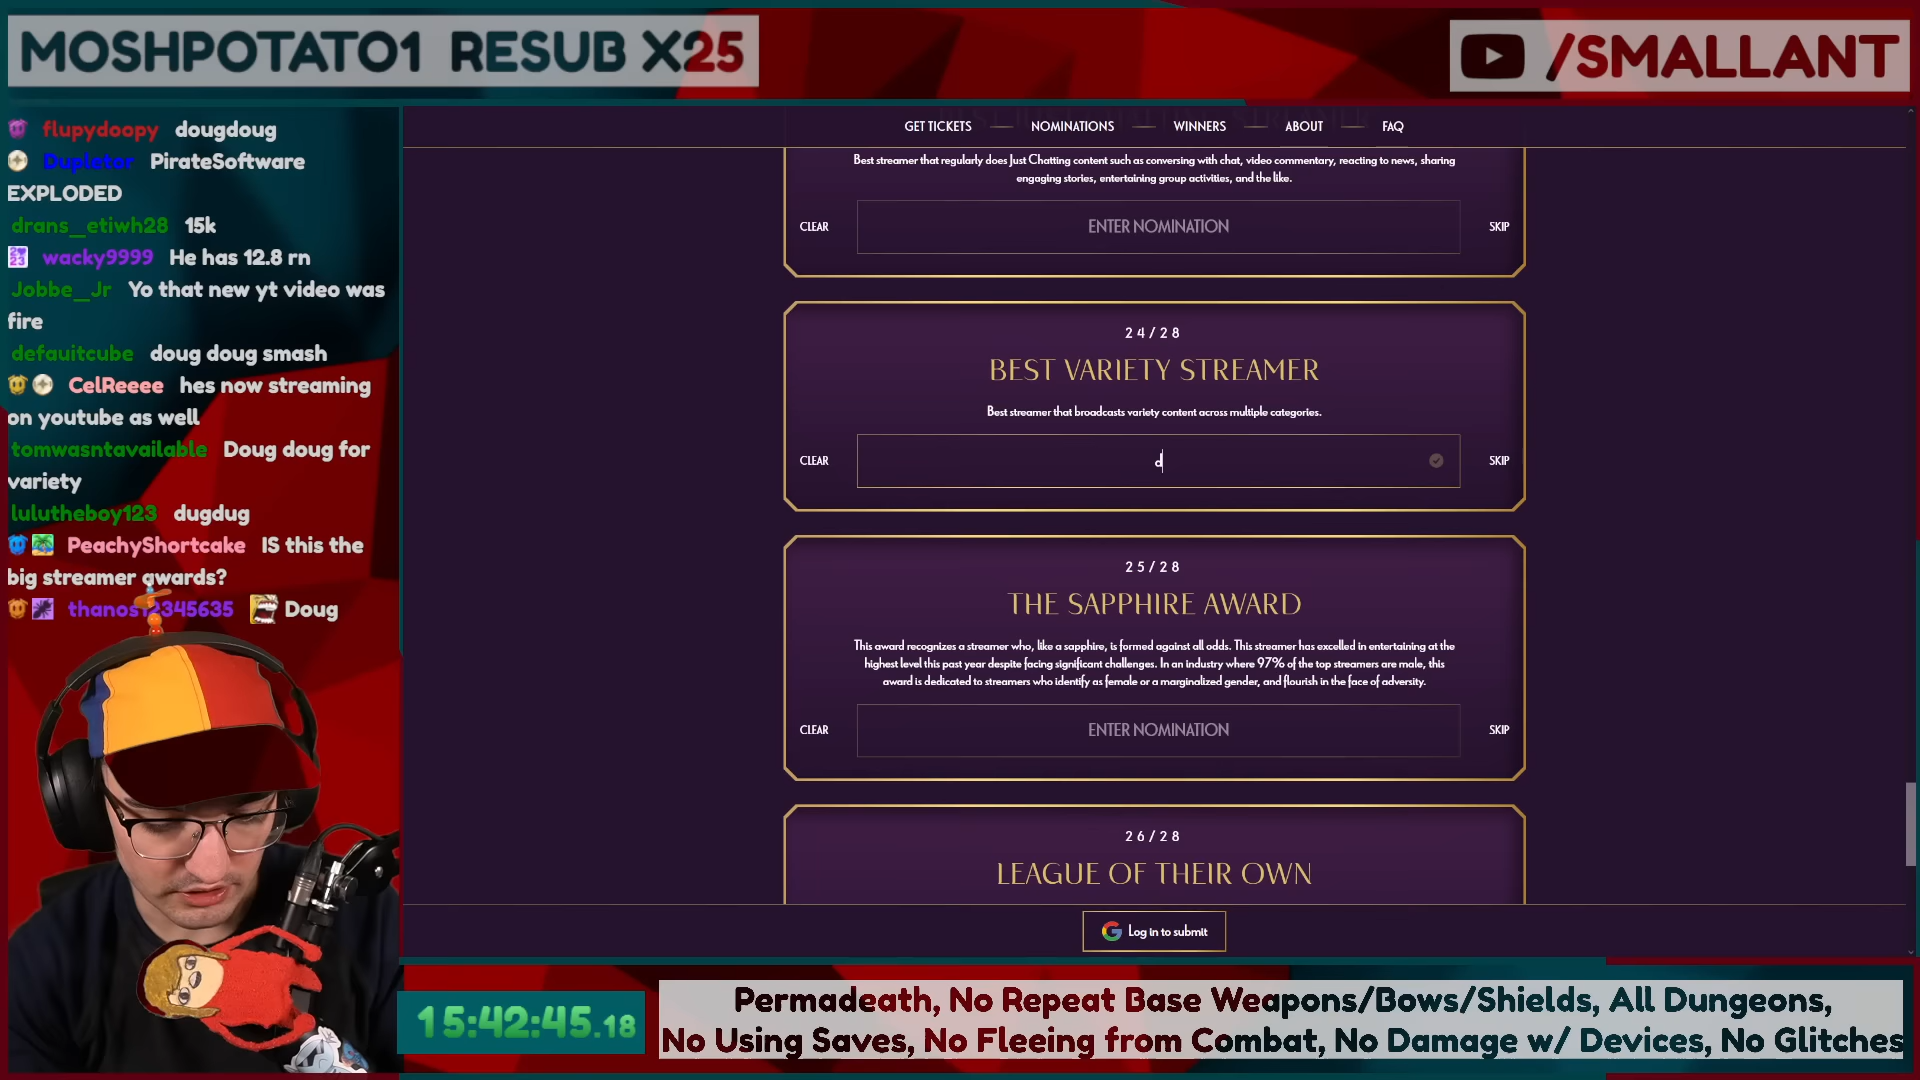 MOSHPOTATO1 RESUB X25
/SMALLANT
flupydoopy dougdoug
Dupletor PirateSoftware
EXPLODED
drans_etiwh28 15k
wacky9999 He has 12.8 rn
Jobbe_Jr Yo that new yt video was
fire
defauitcube doug doug smash
CelReeee hes now streaming
on youtube as well
tomwasntavailable Doug doug for
variety
lulutheboy123 dugdug
PeachyShortcake IS this the
big streamer awards?
thanos12345635 Doug
GET TICKETS NOMINATIONS WINNERS ABOUT FAQ
Best streamer that regularly does Just Chatting content such as conversing with chat, video commentary, reacting to news, sharing
engaging stories, entertaining group activities, and the like.
CLEAR ENTER NOMINATION SKIP
24/28
BEST VARIETY STREAMER
Best streamer that broadcasts variety content across multiple categories.
CLEAR d SKIP
25/28
THE SAPPHIRE AWARD
This award recognizes a streamer who, like a sapphire, is formed against all odds. This streamer has excelled in entertaining at the
highest level this past year despite facing significant challenges. In an industry where 97% of the top streamers are male, this
award is dedicated to streamers who identify as female or a marginalized gender, and flourish in the face of adversity.
CLEAR ENTER NOMINATION SKIP
26/28
LEAGUE OF THEIR OWN
Log in to submit
15:42:45.18
Permadeath, No Repeat Base Weapons/Bows/Shields, All Dungeons,
No Using Saves, No Fleeing from Combat, No Damage w/ Devices, No Glitches